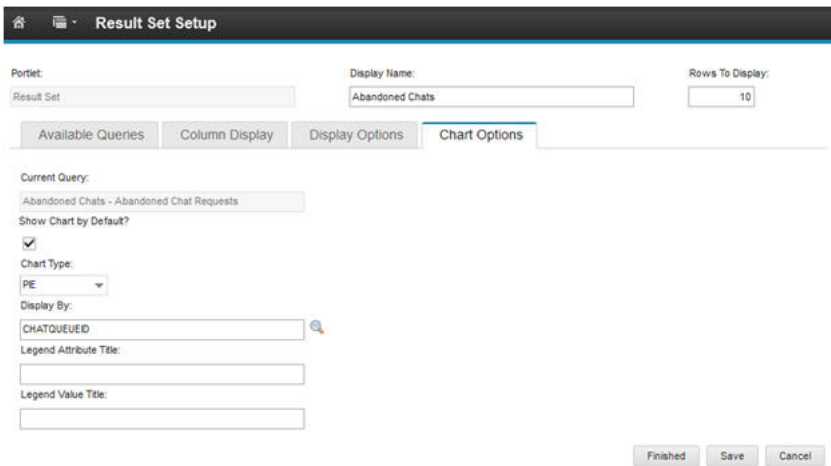 Result Set Setup
Portlet: Display Name: Rows To Display:
Result Set Abandoned Chats 10
Available Queries Column Display Display Options Chart Options
Current Query:
Abandoned Chats - Abandoned Chat Requests
Show Chart by Default?
Chart Type:
PIE
Display By:
CHATQUEUEID
Legend Attribute Title:
Legend Value Title:
Finished Save Cancel